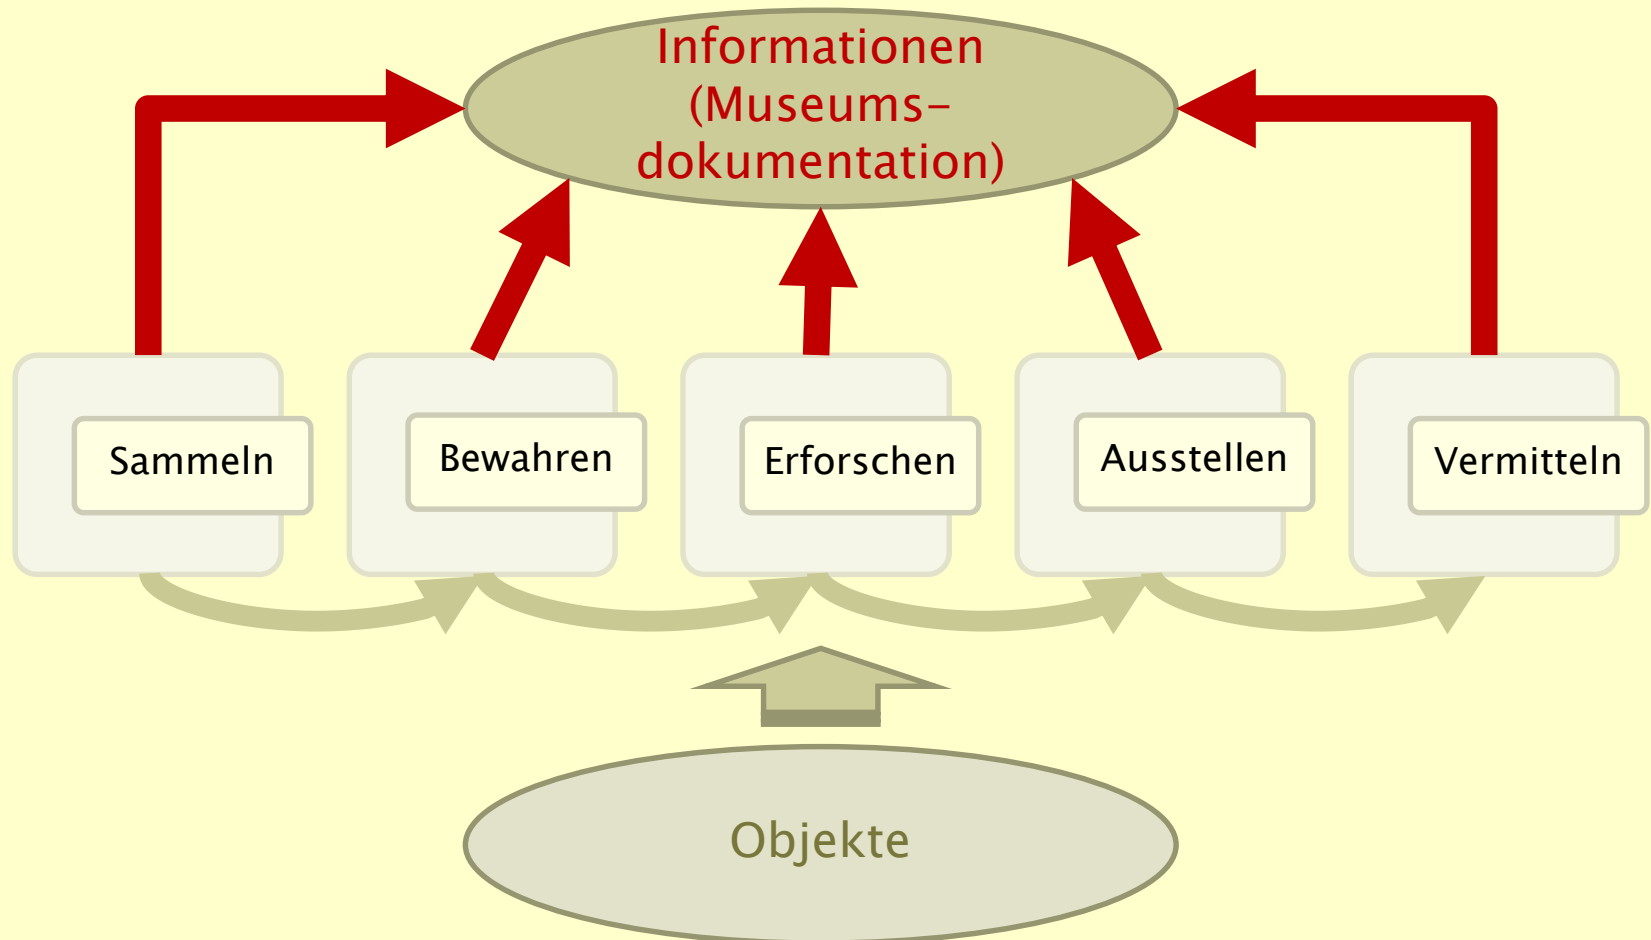 Informationen
(Museums-
dokumentation)
Sammeln
Bewahren
Erforschen
Ausstellen
Vermitteln
Objekte